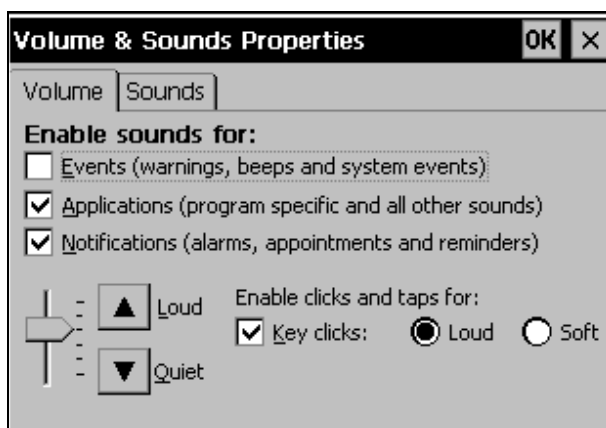 Volume & Sounds Properties OK ×
Volume Sounds
Enable sounds for:
Events (warnings, beeps and system events)
Applications (program specific and all other sounds)
Notifications (alarms, appointments and reminders)
Loud Enable clicks and taps for:
Key clicks: Loud Soft
Quiet